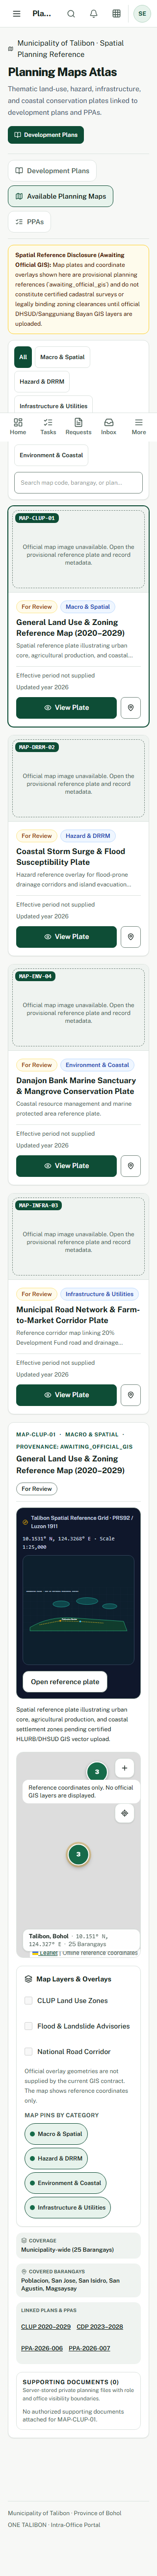 Pla...
SE
Municipality of Talibon · Spatial
Planning Reference
Planning Maps Atlas
Thematic land-use, hazard, infrastructure,
and coastal conservation plates linked to
development plans and PPAs.
Development Plans
Development Plans
Available Planning Maps
PPAs
Spatial Reference Disclosure (Awaiting
Official GIS): Map plates and coordinate
overlays shown here are provisional planning
references (`awaiting_official_gis`) and do not
constitute certified cadastral surveys or
legally binding zoning clearances until official
DHSUD/Sangguniang Bayan GIS layers are
uploaded.
All
Macro & Spatial
Hazard & DRRM
Infrastructure & Utilities
Home
Tasks
Requests
Inbox
More
Environment & Coastal
Search map code, barangay, or plan...
MAP-CLUP-01
Official map image unavailable. Open the
provisional reference plate and record
metadata.
For Review
Macro & Spatial
General Land Use & Zoning
Reference Map (2020–2029)
Spatial reference plate illustrating urban
core, agricultural production, and coastal...
Effective period not supplied
Updated year 2026
View Plate
MAP-DRRM-02
Official map image unavailable. Open the
provisional reference plate and record
metadata.
For Review
Hazard & DRRM
Coastal Storm Surge & Flood
Susceptibility Plate
Hazard reference overlay for flood-prone
drainage corridors and island evacuation...
Effective period not supplied
Updated year 2026
View Plate
MAP-ENV-04
Official map image unavailable. Open the
provisional reference plate and record
metadata.
For Review
Environment & Coastal
Danajon Bank Marine Sanctuary
& Mangrove Conservation Plate
Coastal resource management and marine
protected area reference plate.
Effective period not supplied
Updated year 2026
View Plate
MAP-INFRA-03
Official map image unavailable. Open the
provisional reference plate and record
metadata.
For Review
Infrastructure & Utilities
Municipal Road Network & Farm-
to-Market Corridor Plate
Reference corridor map linking 20%
Development Fund road and drainage...
Effective period not supplied
Updated year 2026
View Plate
MAP-CLUP-01 · MACRO & SPATIAL ·
PROVENANCE: AWAITING_OFFICIAL_GIS
General Land Use & Zoning
Reference Map (2020–2029)
For Review
Talibon Spatial Reference Grid · PRS92 /
Luzon 1911
10.1531° N, 124.3268° E · Scale
1:25,000
Open reference plate
Spatial reference plate illustrating urban
core, agricultural production, and coastal
settlement zones pending certified
HLURB/DHSUD GIS vector upload.
3
Reference coordinates only. No official
GIS layers are displayed.
3
Talibon, Bohol · 10.151° N,
124.327° E · 25 Barangays
Leaflet | Offline reference coordinates
Map Layers & Overlays
CLUP Land Use Zones
Flood & Landslide Advisories
National Road Corridor
Official overlay geometries are not
supplied by the current GIS contract.
The map shows reference coordinates
only.
MAP PINS BY CATEGORY
Macro & Spatial
Hazard & DRRM
Environment & Coastal
Infrastructure & Utilities
COVERAGE
Municipality-wide (25 Barangays)
COVERED BARANGAYS
Poblacion, San Jose, San Isidro, San
Agustin, Magsaysay
LINKED PLANS & PPAS
CLUP 2020–2029
CDP 2023–2028
PPA-2026-006
PPA-2026-007
SUPPORTING DOCUMENTS (0)
Server-stored private planning files with role
and office visibility boundaries.
No authorized supporting documents
attached for MAP-CLUP-01.
Municipality of Talibon · Province of Bohol
ONE TALIBON · Intra-Office Portal